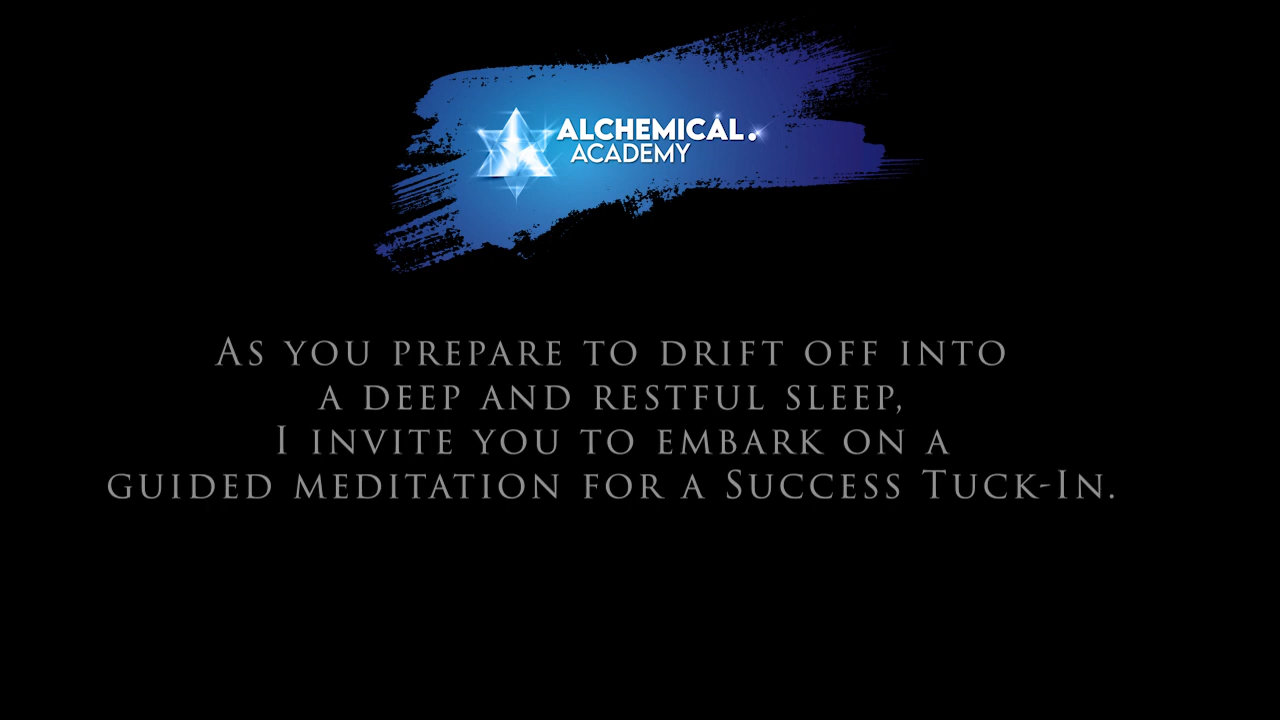 ALCHEMICAL.
ACADEMY
As you prepare to drift off into
a deep and restful sleep,
I invite you to embark on a
guided meditation for a Success Tuck-In.